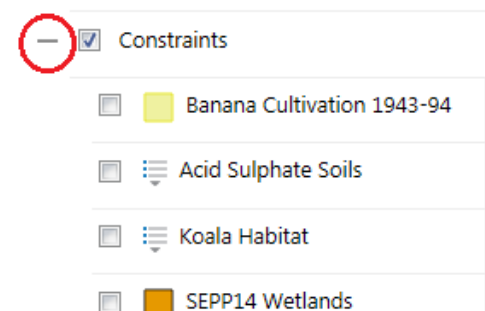 Constraints
Banana Cultivation 1943-94
Acid Sulphate Soils
Koala Habitat
SEPP14 Wetlands